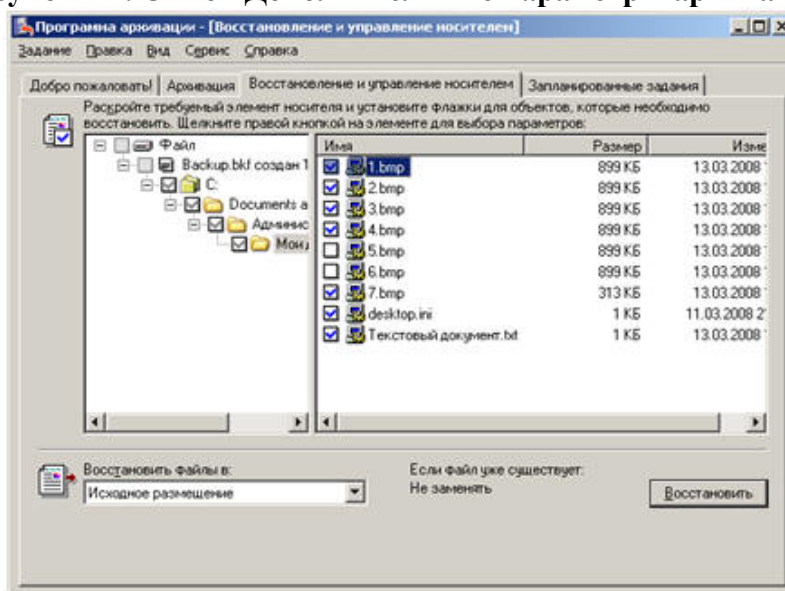 Программа архивации - [Восстановление и управление носителем]
Задание Правка Вид Сервис Справка
Добро пожаловать! Архивация Восстановление и управление носителем Запланированные задания
Раскройте требуемый элемент носителя и установите флажки для объектов, которые необходимо
восстановить. Щелкните правой кнопкой на элементе для выбора параметров:
Файл
Backup.bkf создан 1
C:
Documents a
Админис
Мои
Имя Размер Изме
1.bmp 899 КБ 13.03.2008
2.bmp 899 КБ 13.03.2008
3.bmp 899 КБ 13.03.2008
4.bmp 899 КБ 13.03.2008
5.bmp 899 КБ 13.03.2008
6.bmp 899 КБ 13.03.2008
7.bmp 313 КБ 13.03.2008
desktop.ini 1 КБ 11.03.2008 2
Текстовый документ.txt 1 КБ 13.03.2008
Восстановить файлы в:
Исходное размещение
Если файл уже существует:
Не заменять
Восстановить